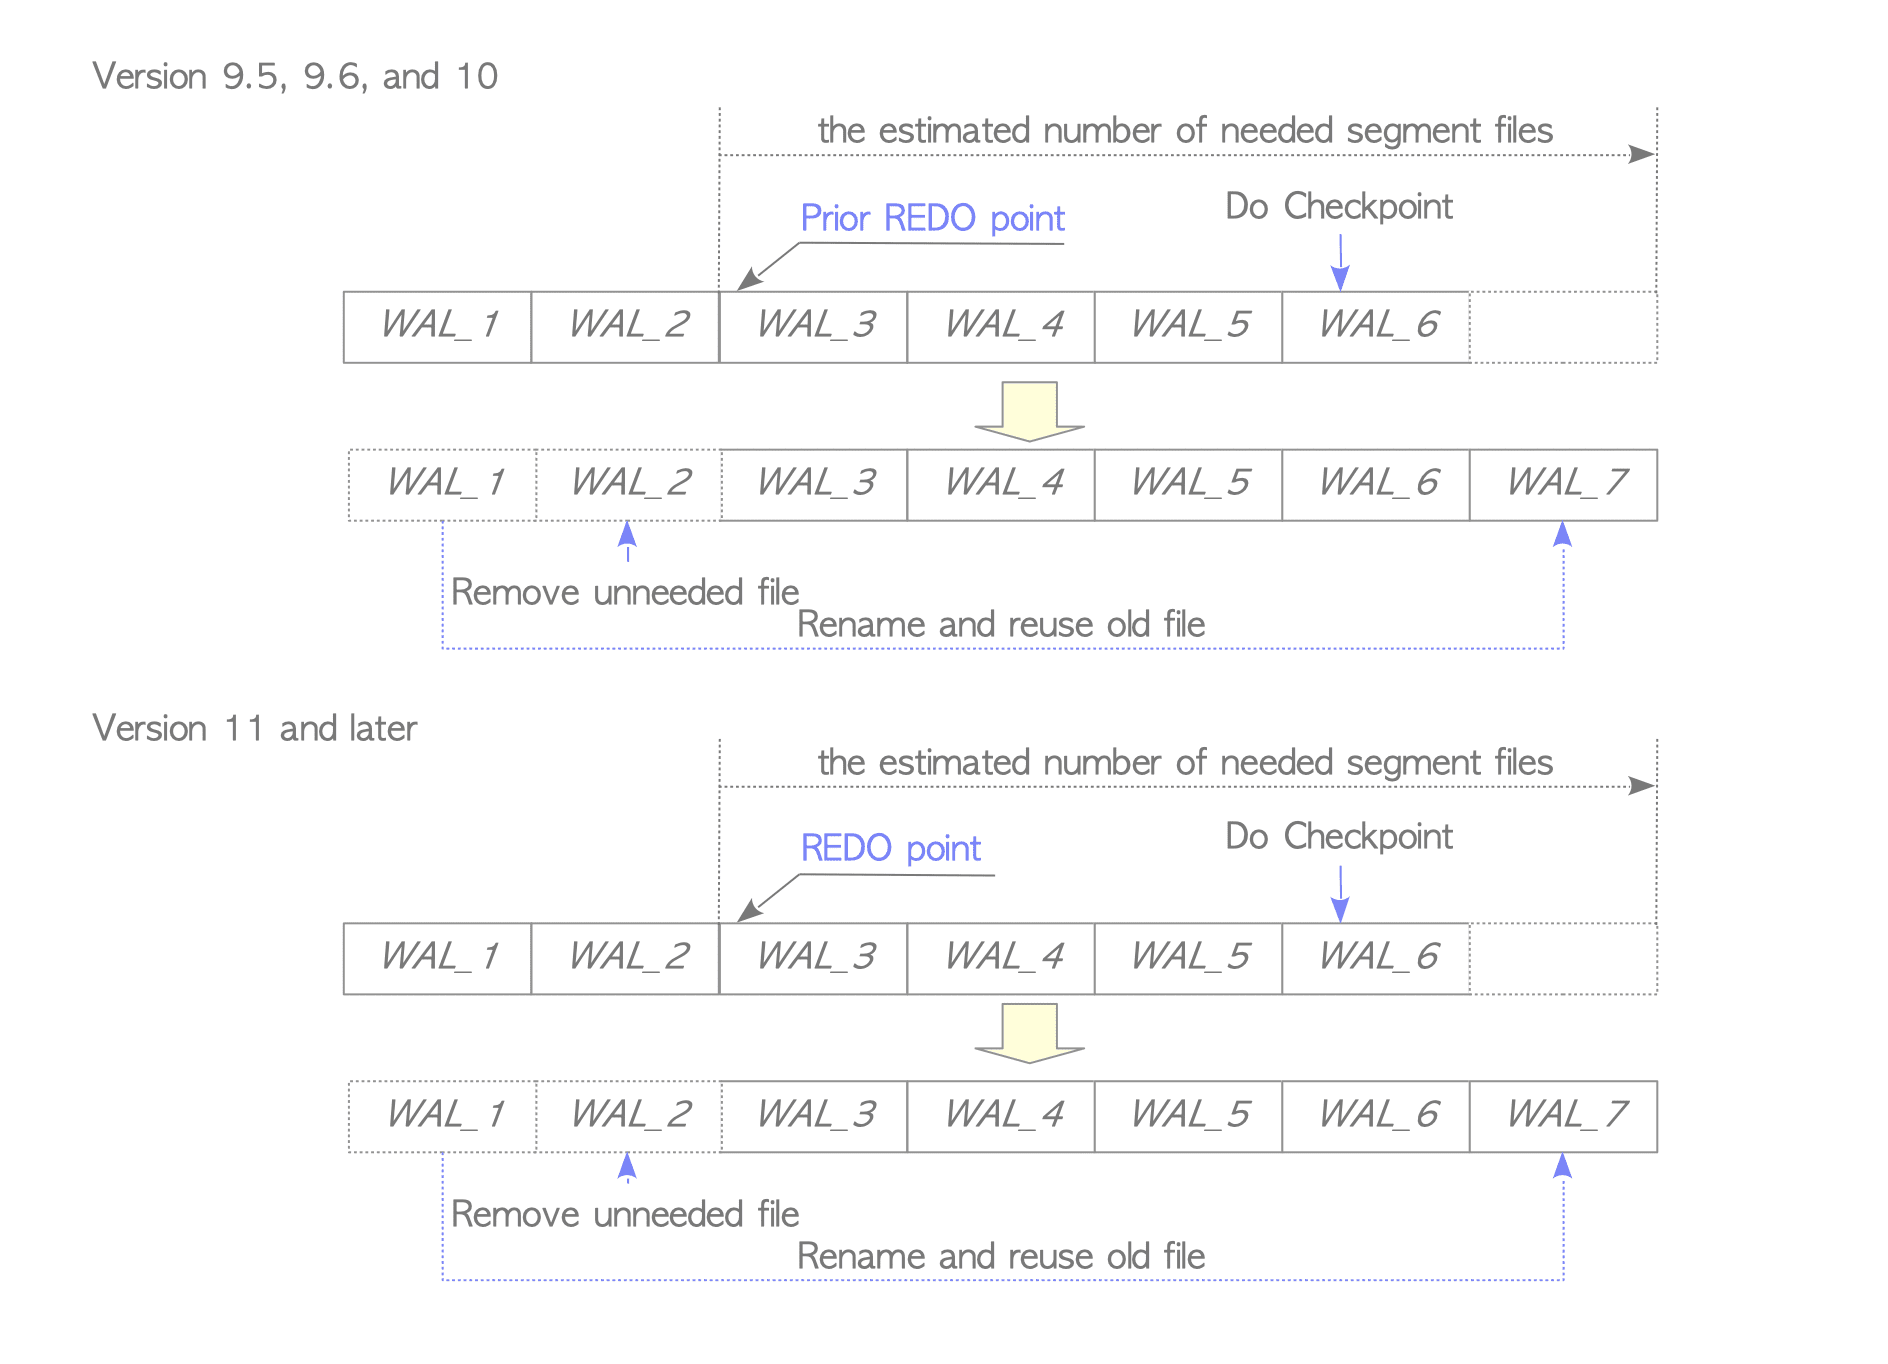 Version 9.5, 9.6, and 10
the estimated number of needed segment files
Prior REDO point
Do Checkpoint
WAL_1 WAL_2 WAL_3 WAL_4 WAL_5 WAL_6
WAL_1 WAL_2 WAL_3 WAL_4 WAL_5 WAL_6 WAL_7
Remove unneeded file
Rename and reuse old file
Version 11 and later
the estimated number of needed segment files
REDO point
Do Checkpoint
WAL_1 WAL_2 WAL_3 WAL_4 WAL_5 WAL_6
WAL_1 WAL_2 WAL_3 WAL_4 WAL_5 WAL_6 WAL_7
Remove unneeded file
Rename and reuse old file